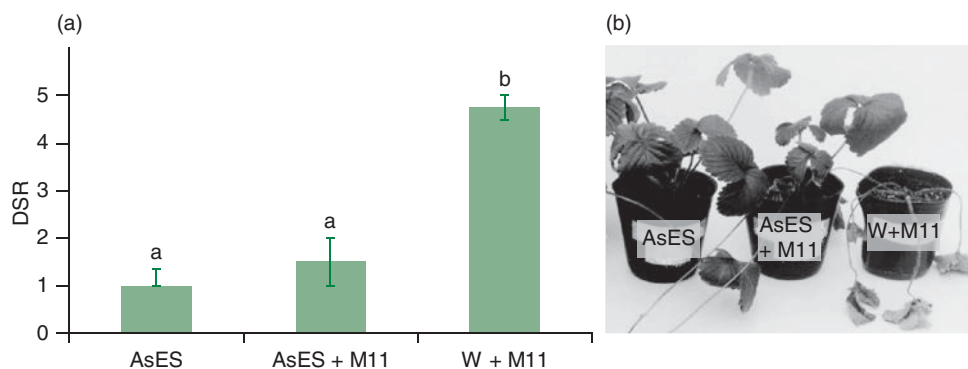 (a)
DSR
5
4
3
2
1
0
a
a
b
AsES
AsES + M11
W + M11
(b)
AsES
AsES
+ M11
W+M11